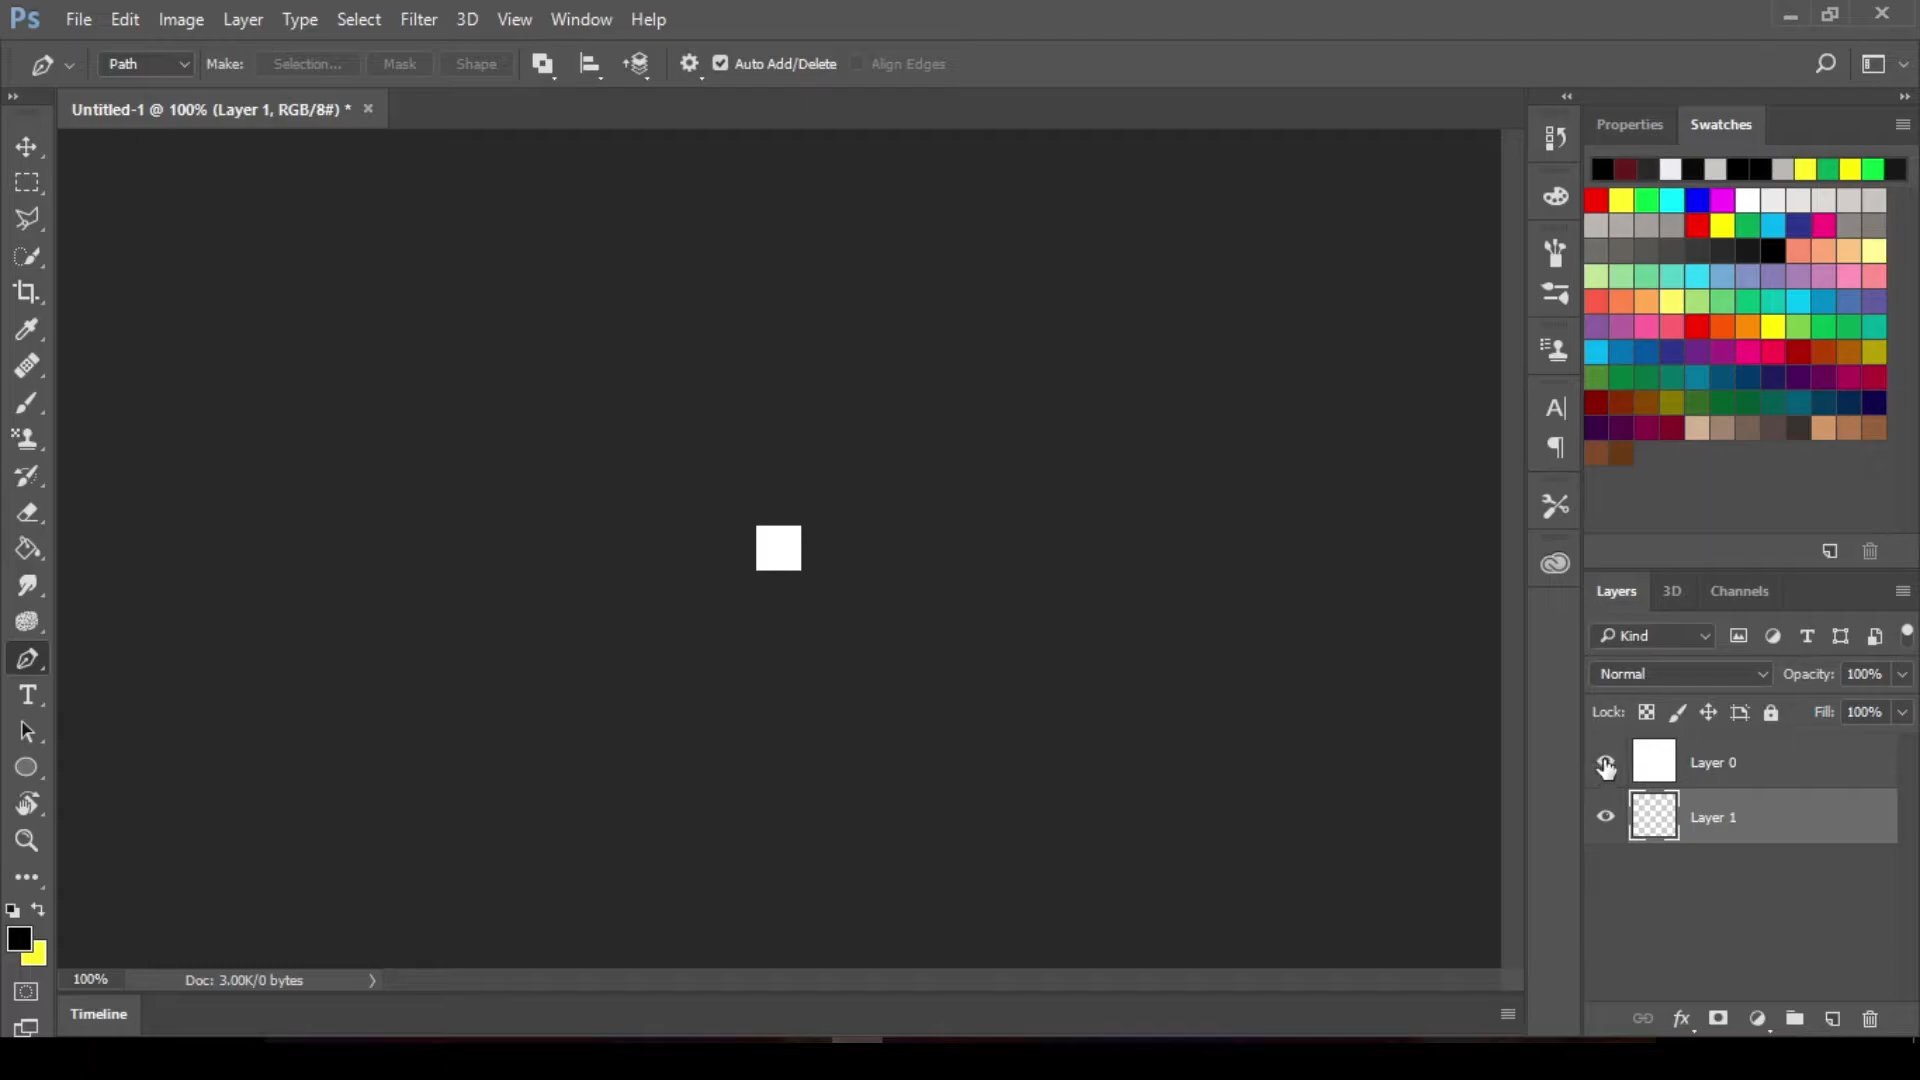 Ps File Edit Image Layer Type Select Filter 3D View Window Help
Path Make: Selection... Mask Shape Auto Add/Delete Align Edges
Untitled-1 @ 100% (Layer 1, RGB/8#) *
Properties Swatches
Layers 3D Channels
Kind
Normal Opacity: 100%
Lock: Fill: 100%
Layer 0
Layer 1
100% Doc: 3.00K/0 bytes
Timeline